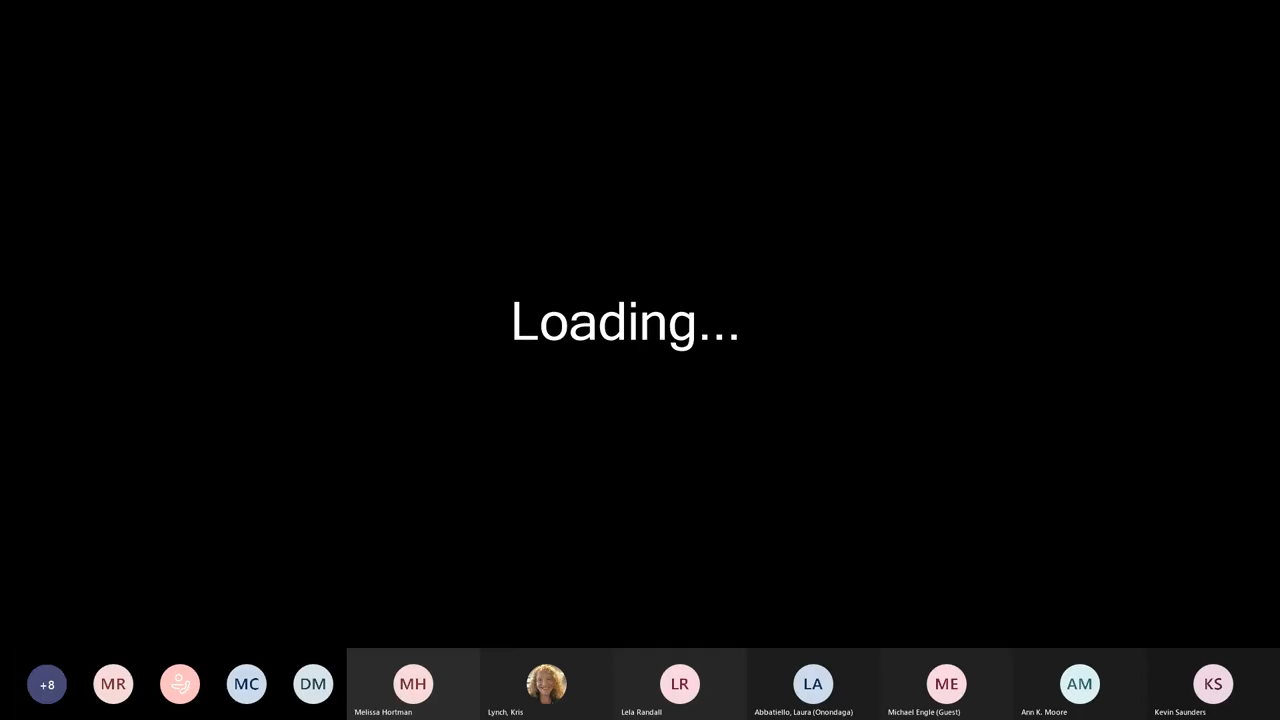 Loading...
+8
MR
MC
DM
MH
LR
LA
ME
AM
KS
Melissa Hortman
Lynch, Kris
Lela Randall
Abbatiello, Laura (Onondaga)
Michael Engle (Guest)
Ann K. Moore
Kevin Saunders